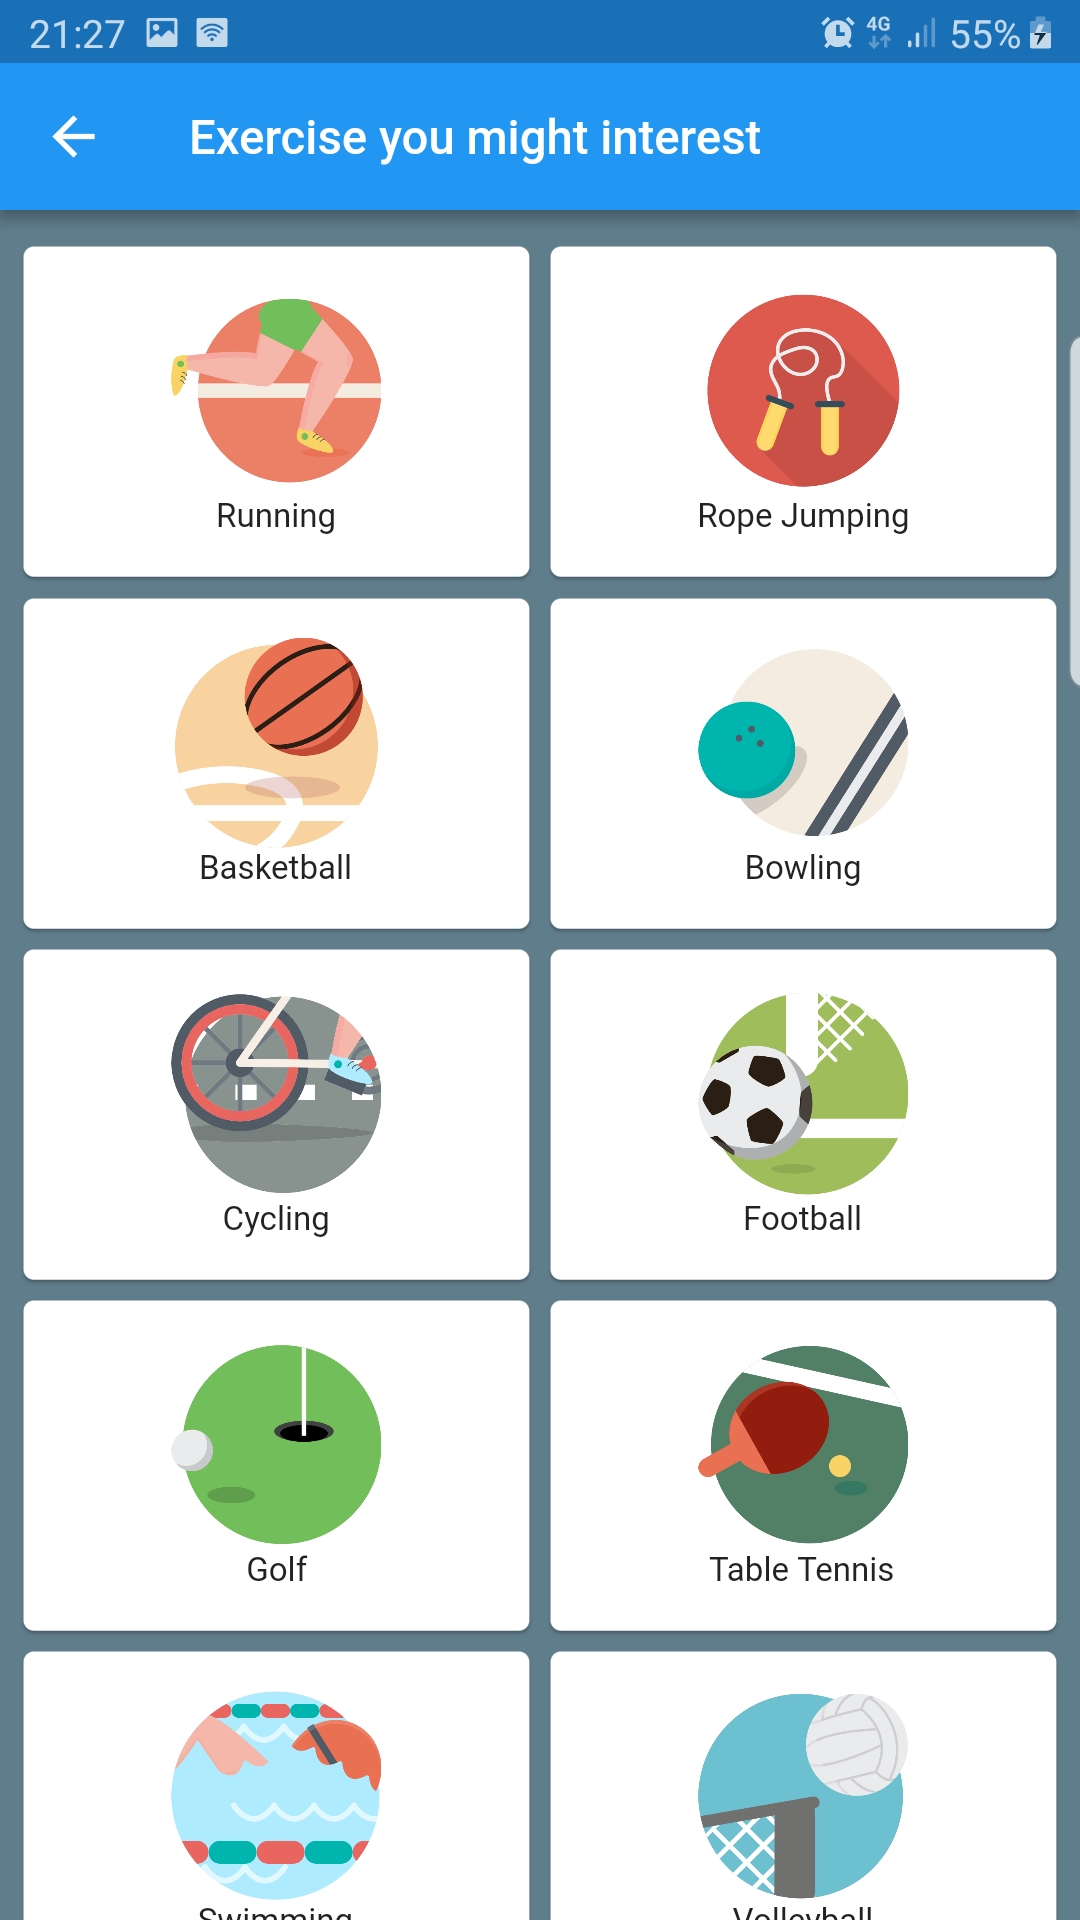 21:27 4G 55%
Exercise you might interest
Running
Rope Jumping
Basketball
Bowling
Cycling
Football
Golf
Table Tennis
Swimming
Volleyball